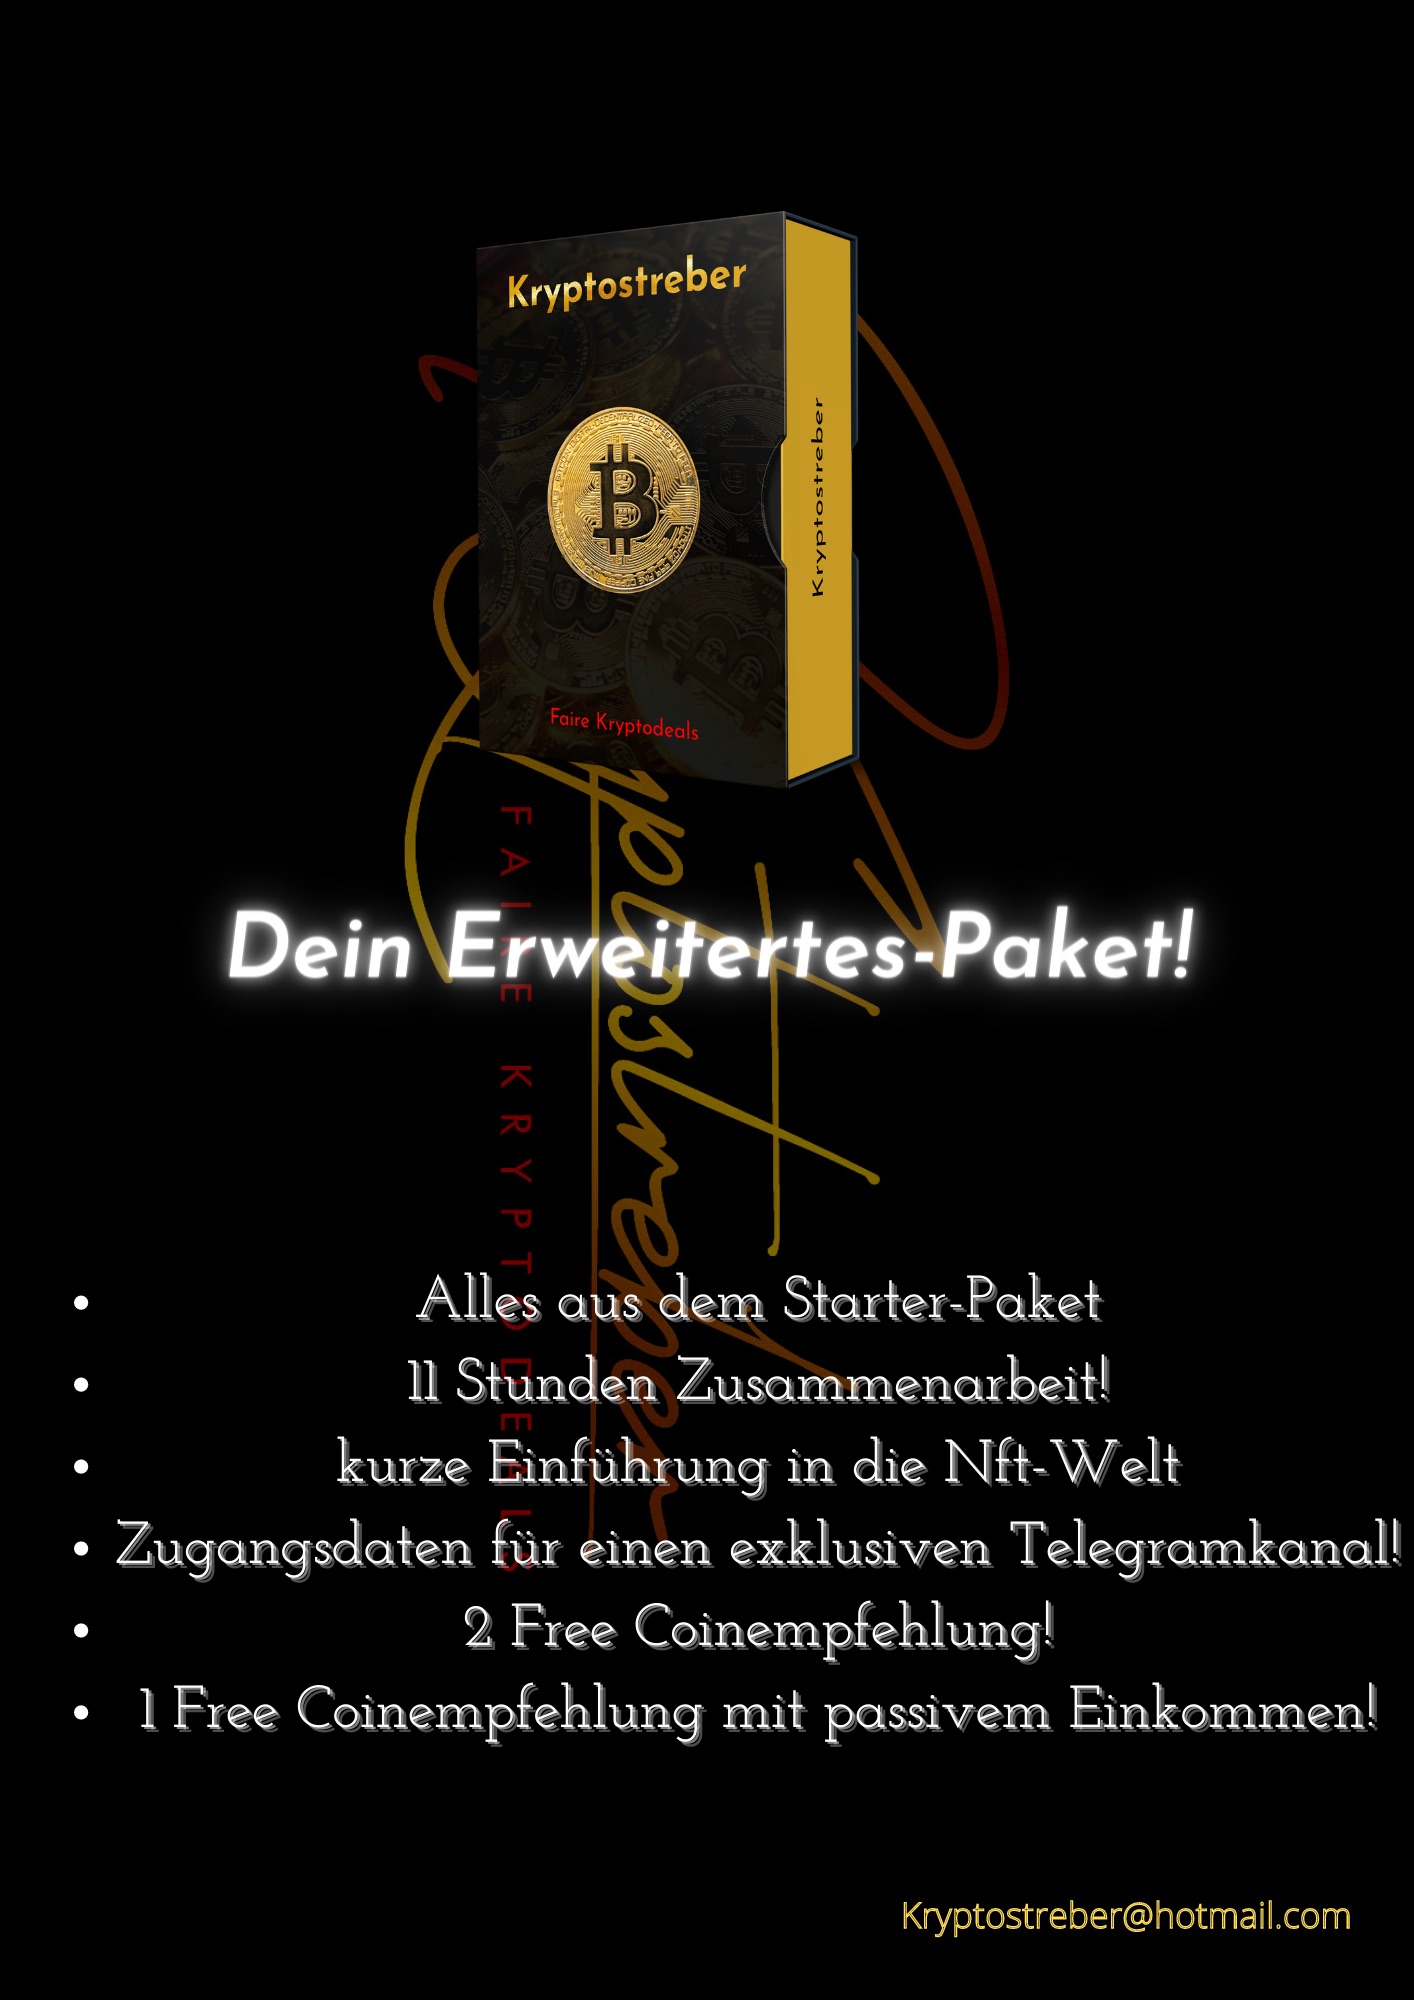 Kryptostreber
Kryptostreber
Faire Kryptodeals
FAIRE KRYPTODEALS
Kryptostreber
Dein Erweitertes-Paket!
• Alles aus dem Starter-Paket
• 11 Stunden Zusammenarbeit!
• kurze Einführung in die Nft-Welt
• Zugangsdaten für einen exklusiven Telegramkanal!
• 2 Free Coinempfehlung!
• 1 Free Coinempfehlung mit passivem Einkommen!
Kryptostreber@hotmail.com